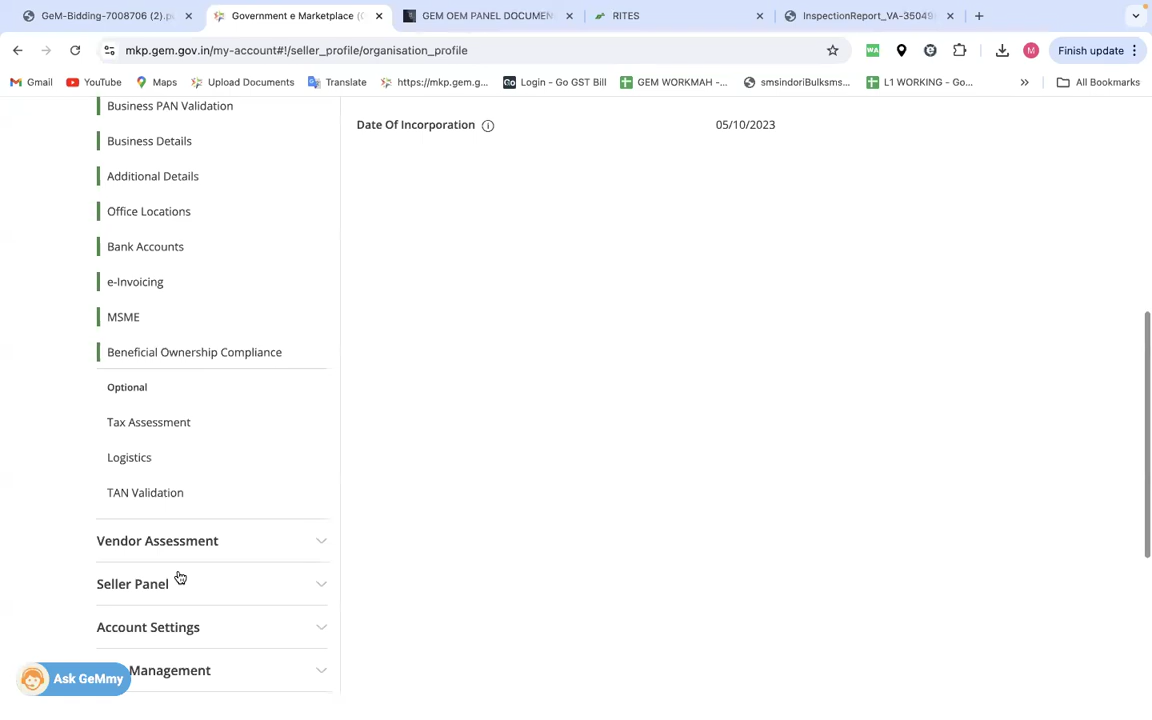 GeM-Bidding-7008706 (2).p
Government e Marketplace (
GEM OEM PANEL DOCUMEN
RITES
InspectionReport_VA-35049
mkp.gem.gov.in/my-account#!/seller_profile/organisation_profile
WA
M
Finish update
Gmail
YouTube
Maps
Upload Documents
Translate
https://mkp.gem.g...
Go
Login - Go GST Bill
GEM WORKMAH -...
smsindoriBulksms...
L1 WORKING - Go...
»
All Bookmarks
Business PAN Validation
Date Of Incorporation
05/10/2023
Business Details
Additional Details
Office Locations
Bank Accounts
e-Invoicing
MSME
Beneficial Ownership Compliance
Optional
Tax Assessment
Logistics
TAN Validation
Vendor Assessment
Seller Panel
Account Settings
Management
Ask GeMmy